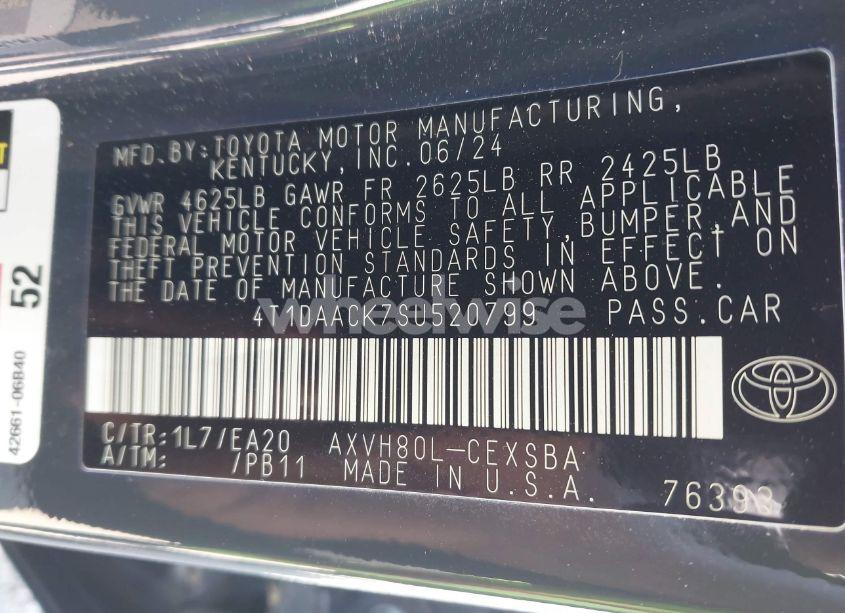 MFD.BY:TOYOTA MOTOR MANUFACTURING,
KENTUCKY,INC.06/24
GVWR 4625LB GAWR FR 2625LB RR 2425LB
THIS VEHICLE CONFORMS TO ALL APPLICABLE
FEDERAL MOTOR VEHICLE SAFETY,BUMPER,AND
THEFT PREVENTION STANDARDS IN EFFECT ON
THE DATE OF MANUFACTURE SHOWN ABOVE.
PASS.CAR
wheelwise
C/TR:1L7/EA20 AXVH80L-CEXSBA
A/TM: /PB11 MADE IN U.S.A.
52
42661-06B40